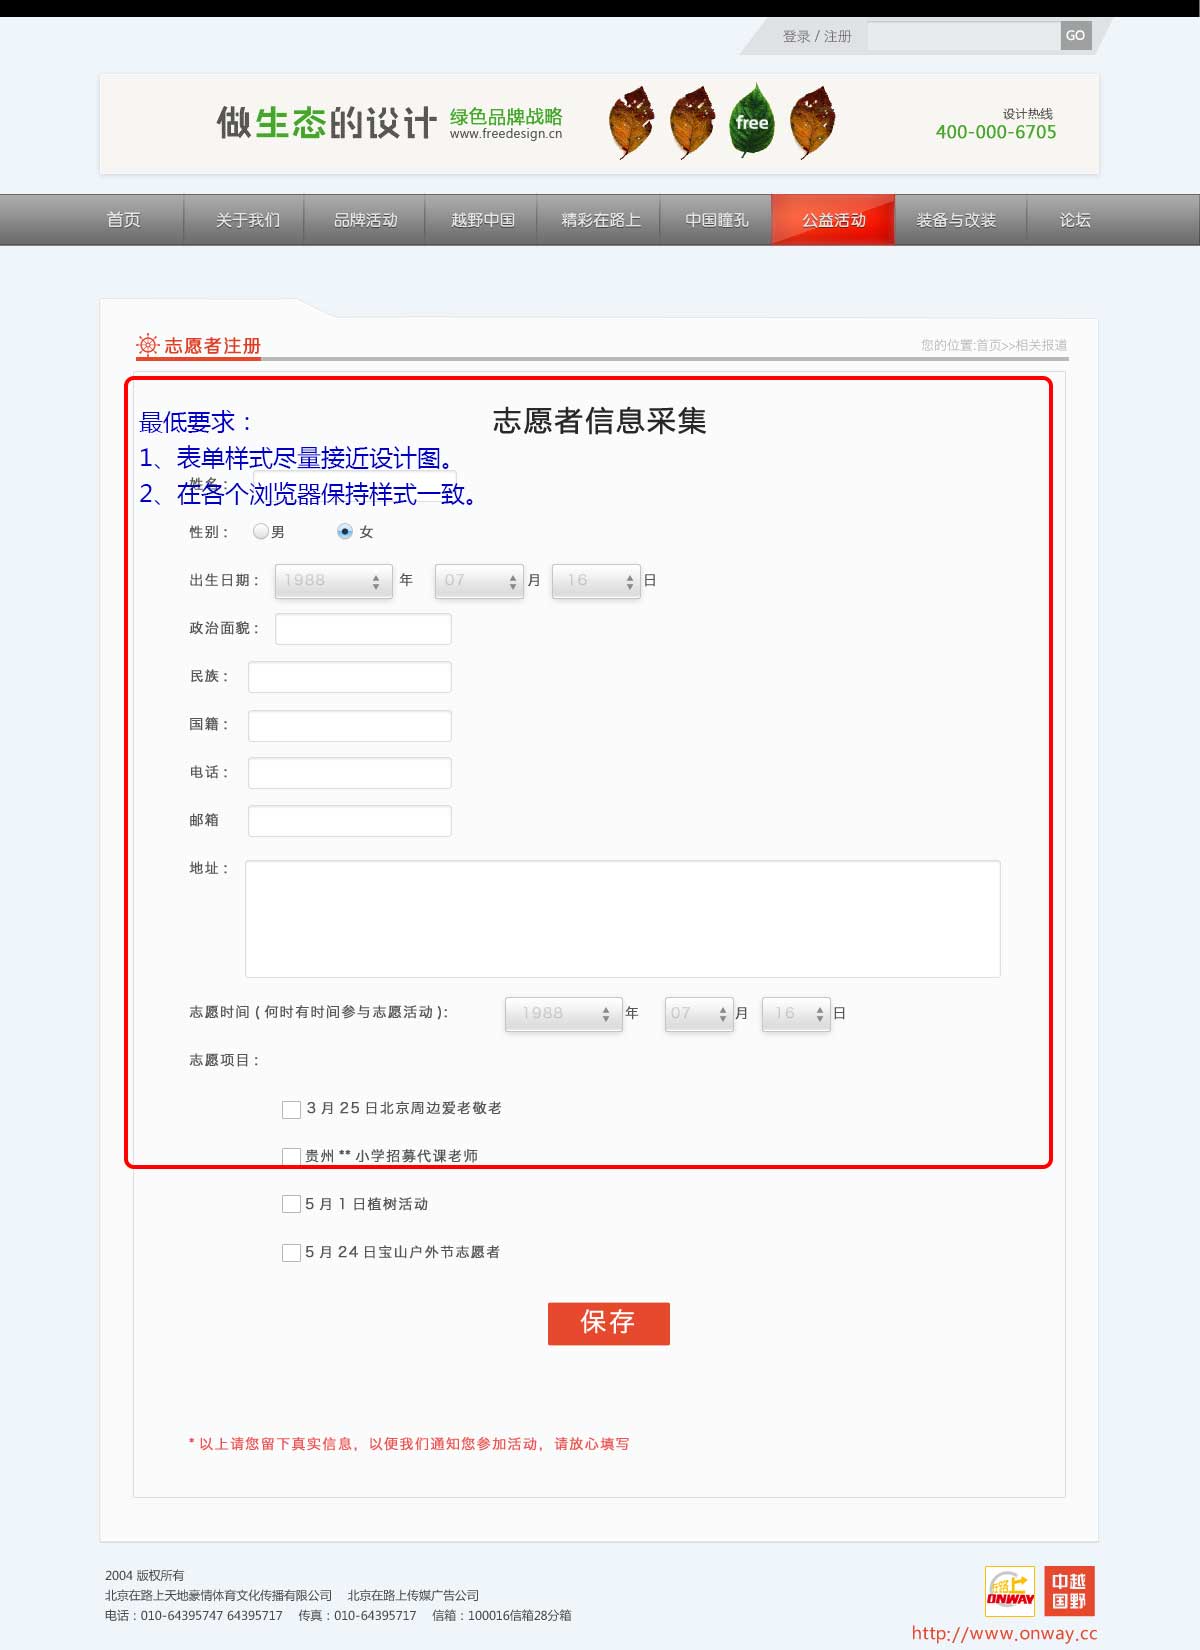 登录 / 注册
GO
做生态的设计
绿色品牌战略
www.freedesign.cn
free
设计热线
400-000-6705
首页 关于我们 品牌活动 越野中国 精彩在路上 中国瞳孔 公益活动 装备与改装 论坛
志愿者注册
您的位置:首页>>相关报道
最低要求：
志愿者信息采集
1、表单样式尽量接近设计图。
姓名：
2、在各个浏览器保持样式一致。
性别： 男 女
出生日期： 1988 年 07 月 16 日
政治面貌：
民族：
国籍：
电话：
邮箱
地址：
志愿时间 ( 何时有时间参与志愿活动 )： 1988 年 07 月 16 日
志愿项目：
3 月 25 日北京周边爱老敬老
贵州 ** 小学招募代课老师
5 月 1 日植树活动
5 月 24 日宝山户外节志愿者
保存
* 以上请您留下真实信息，以便我们通知您参加活动，请放心填写
2004 版权所有
北京在路上天地豪情体育文化传播有限公司 北京在路上传媒广告公司
电话：010-64395747 64395717 传真：010-64395717 信箱：100016信箱28分箱
在路上
ONWAY
中越
国野
http://www.onway.cc